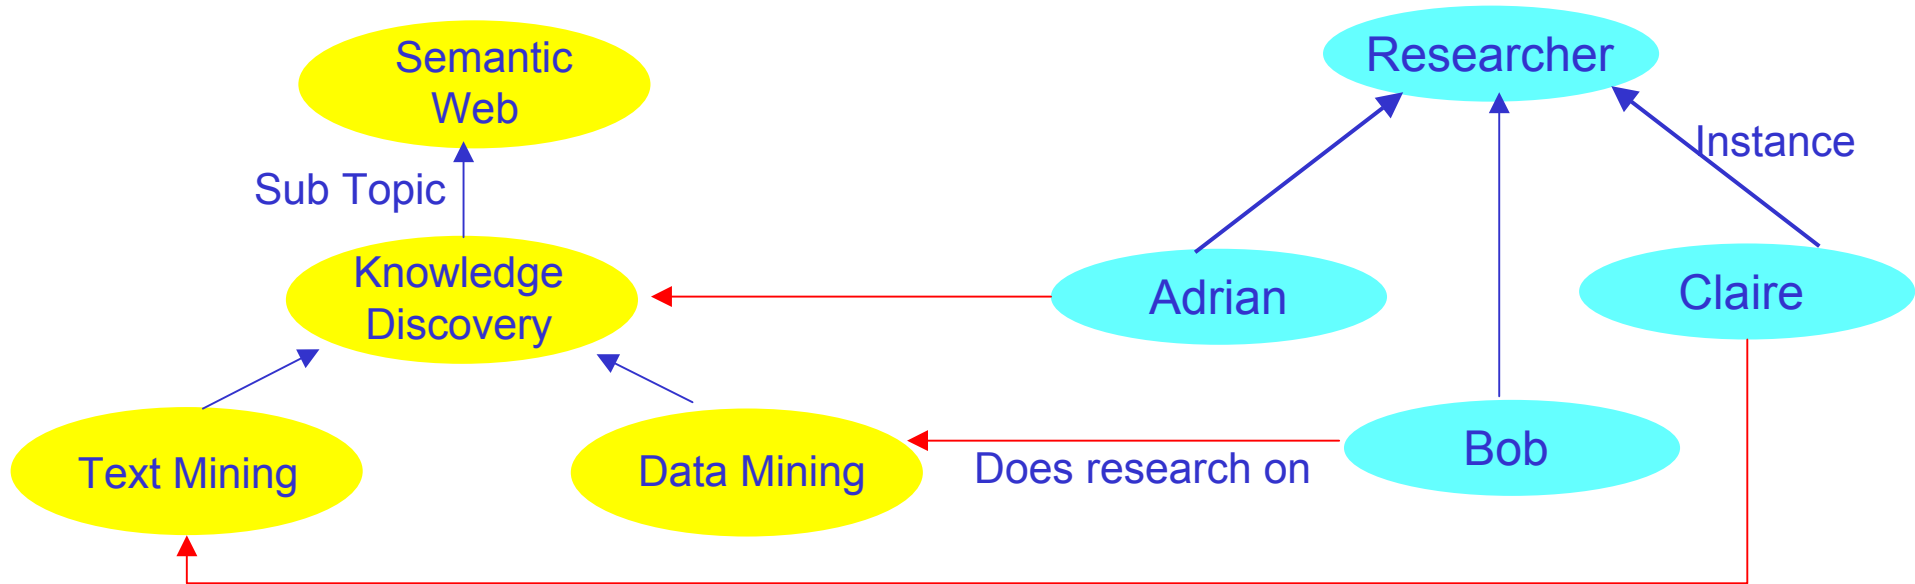 Semantic
Web
Researcher
Instance
Sub Topic
Knowledge
Discovery
Adrian
Claire
Text Mining
Data Mining
Does research on
Bob